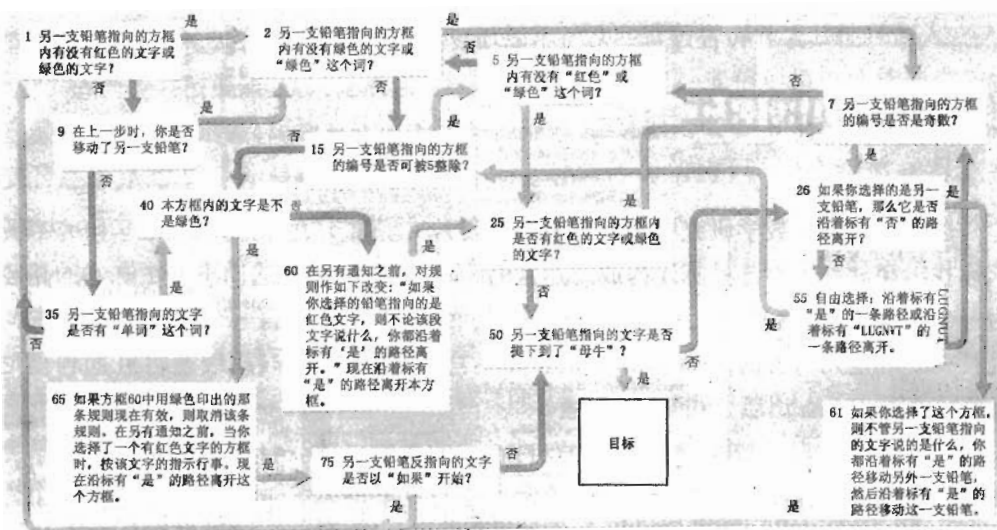 1 另一支铅笔指向的方框
内有没有红色的文字或
绿色的文字？
是
否
2 另一支铅笔指向的方框
内有没有绿色的文字或
“绿色”这个词？
是
否
5 另一支铅笔指向的方框
内有没有“红色”或
“绿色”这个词？
否
是
7 另一支铅笔指向的方框
的编号是否是奇数？
否
是
9 在上一步时，你是否
移动了另一支铅笔？
是
否
15 另一支铅笔指向的方框
的编号是否可被5整除？
是
否
26 如果你选择的是另一
支铅笔，那么它是否
沿着标有“否”的路
径离开？
是
否
40 本方框内的文字是不
是绿色？
否
是
25 另一支铅笔指向的方框内
是否有红色的文字或绿色
的文字？
是
否
60 在另有通知之前，对规
则作如下改变：“如果
你选择的铅笔指向的是
红色文字，则不论该段
文字说什么，你都沿着
标有‘是’的路径离
开。”现在沿着标有
“是”的路径离开本方
框。
是
55 自由选择：沿着标有
“是”的一条路径或沿
着标有“LUGNVT”的
一条路径离开。
是
35 另一支铅笔指向的文字
是否有“单词”这个词？
是
否
50 另一支铅笔指向的文字是否
提下到了“母牛”？
否
是
65 如果方框60中用绿色印出的那
条规则现在有效，则取消该条
规则。在另有通知之前，当你
选择了一个有红色文字的方框
时，按该文字的指示行事。现
在沿标有“是”的路径离开这
个方框。
是
75 另一支铅笔反指向的文字
是否以“如果”开始？
否
是
目标
61 如果你选择了这个方框，
则不管另一支铅笔指向
的文字说的是什么，你
都沿着标有“是”的路
径移动另外一支铅笔，
然后沿着标有“是”的
路径移动这一支铅笔。
是